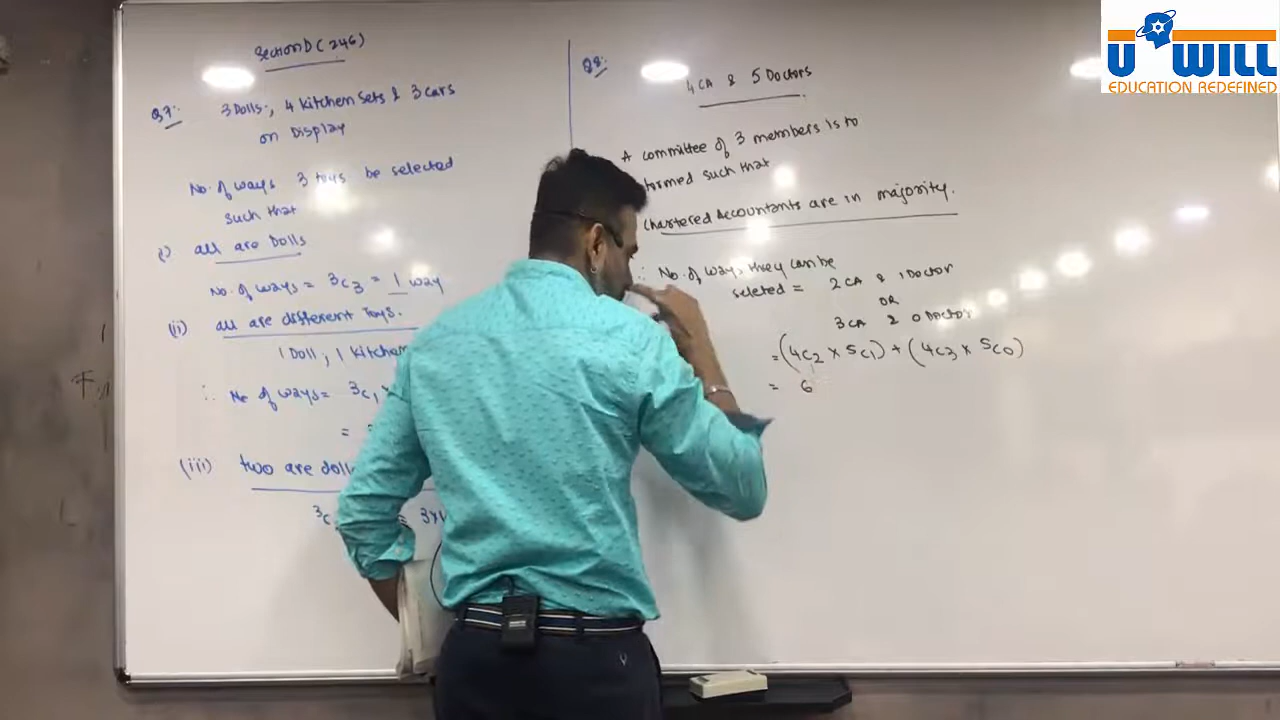 Section D (246)
Q7:- 3 Dolls, 4 Kitchen Sets & 3 Cars
on Display
No. of ways 3 toys be selected
such that
i) all are Dolls
No. of ways = ³C₃ = 1 way
(ii) all are different toys.
1 Doll, 1 Kitchen
∴ No of ways = ³C₁
=
(iii) two are doll
³C = 3x
Q8:
4 CA & 5 Doctors
A committee of 3 members is to
formed such that
Chartered Accountants are in majority.
∴ No. of ways they can be
seleted = 2 CA & 1 Doctor
OR
3 CA & 0 Doctor
= (4C₂ x 5C₁) + (4C₃ x 5C₀)
= 6
U WILL
EDUCATION REDEFINED